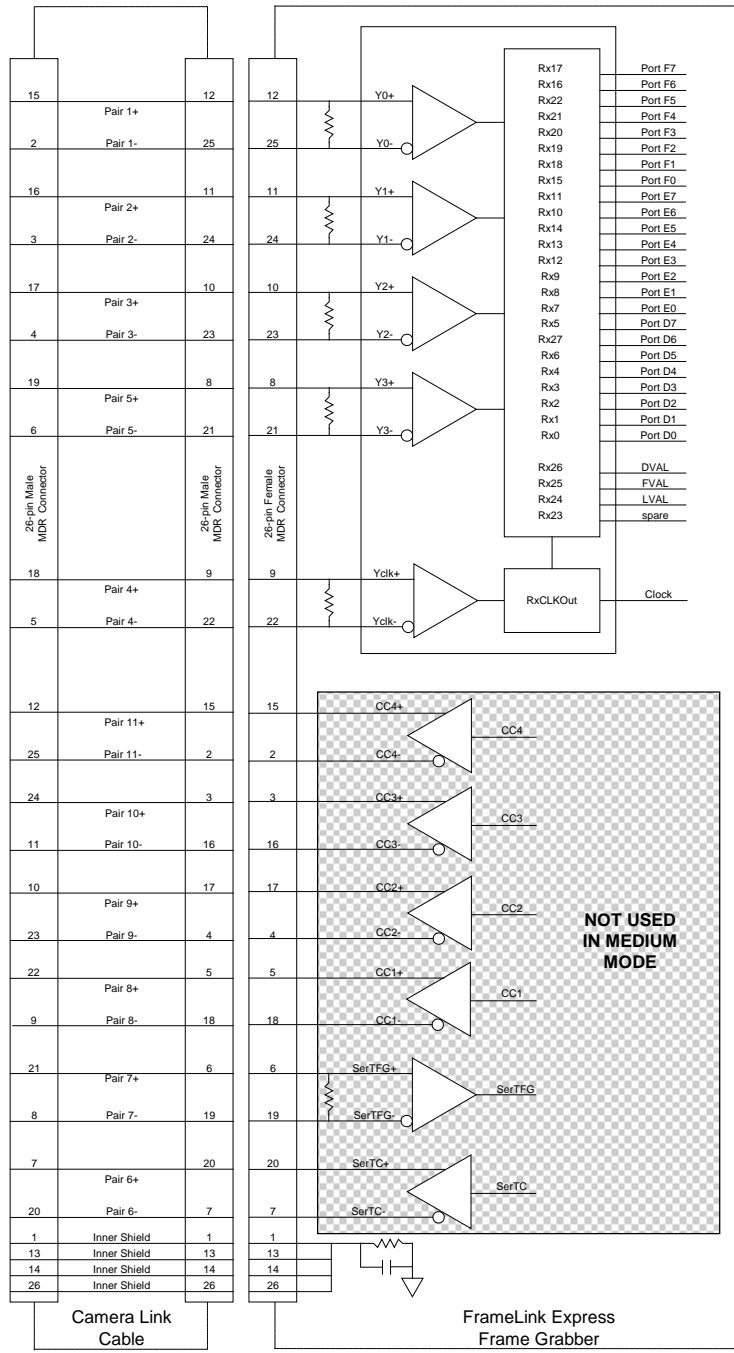 Rx17 Port F7
Rx16 Port F6
15 12 12 Y0+ Rx22 Port F5
Pair 1+ Rx21 Port F4
Rx20 Port F3
2 Pair 1- 25 25 Y0- Rx19 Port F2
Rx18 Port F1
Rx15 Port F0
16 11 11 Y1+ Rx11 Port E7
Pair 2+ Rx10 Port E6
Rx14 Port E5
3 Pair 2- 24 24 Y1- Rx13 Port E4
Rx12 Port E3
Rx9 Port E2
17 10 10 Y2+ Rx8 Port E1
Pair 3+ Rx7 Port E0
Rx5 Port D7
4 Pair 3- 23 23 Y2- Rx27 Port D6
Rx6 Port D5
Rx4 Port D4
19 8 8 Y3+ Rx3 Port D3
Pair 5+ Rx2 Port D2
Rx1 Port D1
6 Pair 5- 21 21 Y3- Rx0 Port D0
Rx26 DVAL
Rx25 FVAL
Rx24 LVAL
Rx23 spare
26-pin Male
MDR Connector
26-pin Male
MDR Connector
26-pin Female
MDR Connector
18 9 9 Yclk+
Pair 4+ RxCLKOut Clock
5 Pair 4- 22 22 Yclk-
12 15 15 CC4+
Pair 11+ CC4
25 Pair 11- 2 2 CC4-
24 3 3 CC3+
Pair 10+ CC3
11 Pair 10- 16 16 CC3-
10 17 17 CC2+
Pair 9+ CC2
23 Pair 9- 4 4 CC2-
NOT USED
IN MEDIUM
MODE
22 5 5 CC1+
Pair 8+ CC1
9 Pair 8- 18 18 CC1-
21 6 6 SerTFG+
Pair 7+ SerTFG
8 Pair 7- 19 19 SerTFG-
7 20 20 SerTC+
Pair 6+ SerTC
20 Pair 6- 7 7 SerTC-
1 Inner Shield 1 1
13 Inner Shield 13 13
14 Inner Shield 14 14
26 Inner Shield 26 26
Camera Link
Cable
FrameLink Express
Frame Grabber